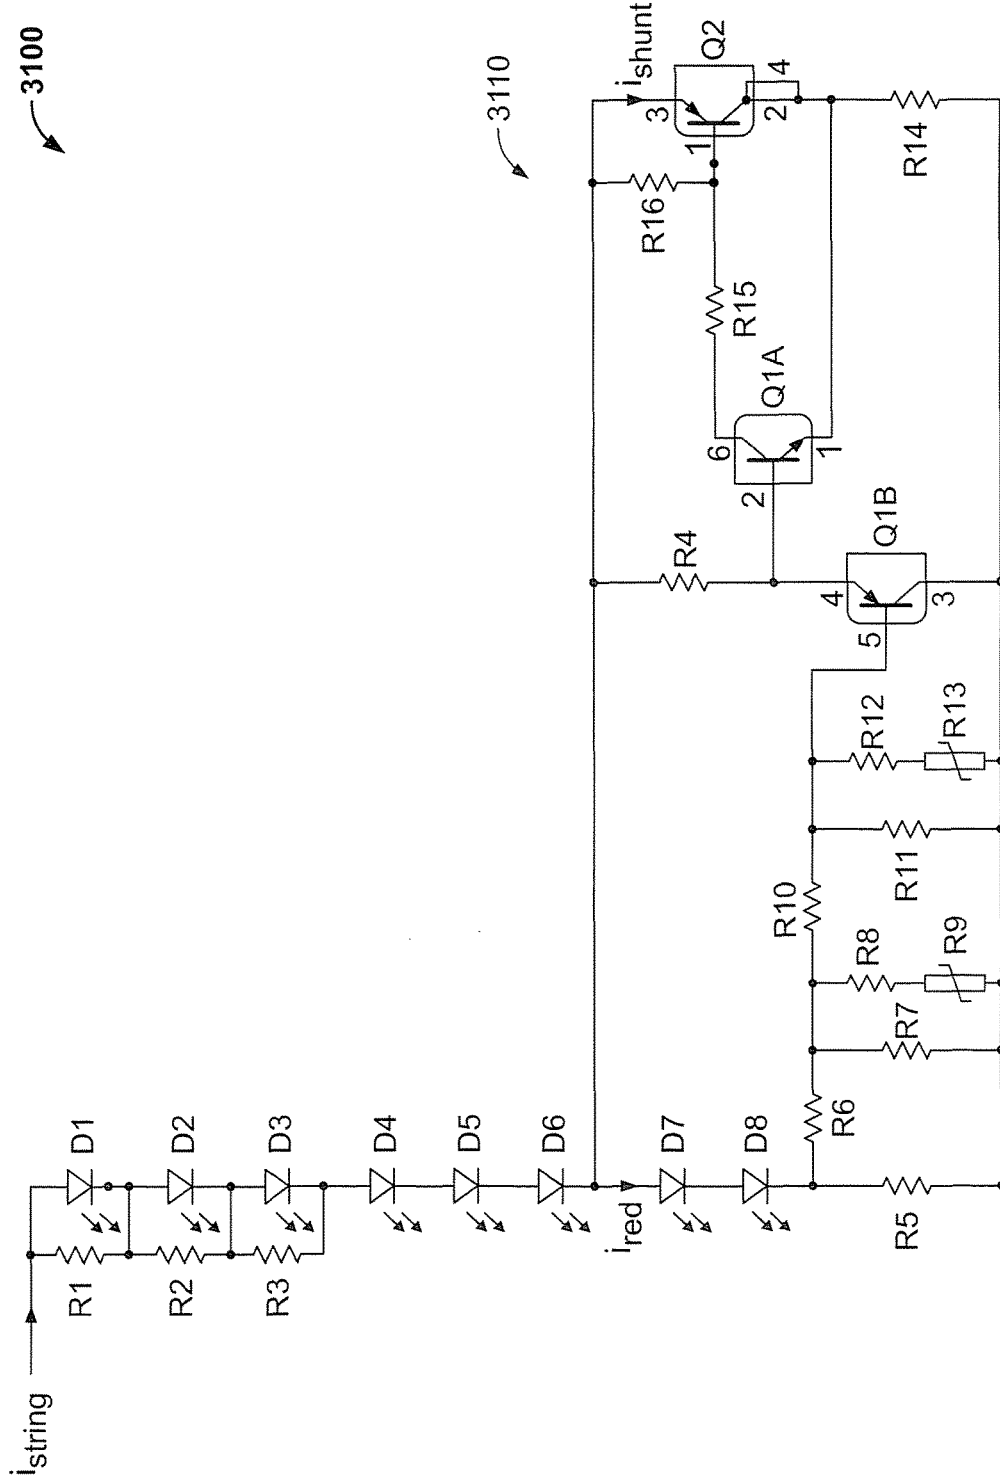 3100
3110
i_string
R1
D1
R2
D2
R3
D3
D4
D5
D6
i_red
D7
D8
R5
R6
R7
R8
R9
R10
R11
R12
R13
R4
5
4
3
Q1B
2
6
1
Q1A
R15
R16
1
3
i_shunt
Q2
2
4
R14